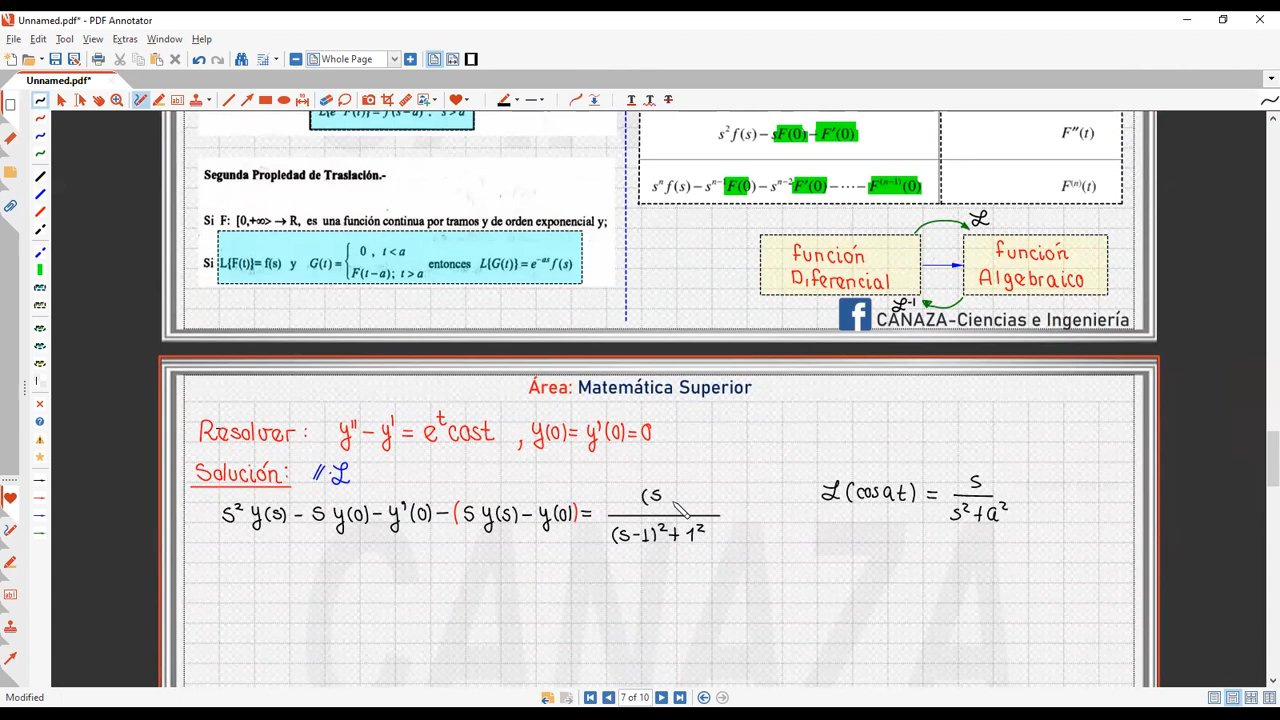 Unnamed.pdf* - PDF Annotator
File Edit Tool View Extras Window Help
Whole Page
Unnamed.pdf*
L{e F(t)} = f(s-a) ; s > a
Segunda Propiedad de Traslación.-
Si F: [0,+∞> → R, es una función continua por tramos y de orden exponencial y;
Si L{F(t)}= f(s) y G(t) = { 0 , t < a
F(t-a); t > a entonces L{G(t)} = e^{-as} f(s)
s² f(s) - sF(0) - F'(0) F''(t)
sⁿ f(s) - sⁿ⁻¹F(0) - sⁿ⁻²F'(0) - ⋯ - F⁽ⁿ⁻¹⁾(0) F⁽ⁿ⁾(t)
ℒ
función Diferencial
función Algebraico
ℒ⁻¹
CANAZA-Ciencias e Ingeniería
Área: Matemática Superior
Resolver: y'' - y' = e^t cost , y(0) = y'(0) = 0
Solución: //:ℒ
s² y(s) - s y(0) - y'(0) - (s y(s) - y(0)) = (s / (s-1)² + 1²
ℒ(cos at) = s / s² + a²
CANAZA
Modified
7 of 10